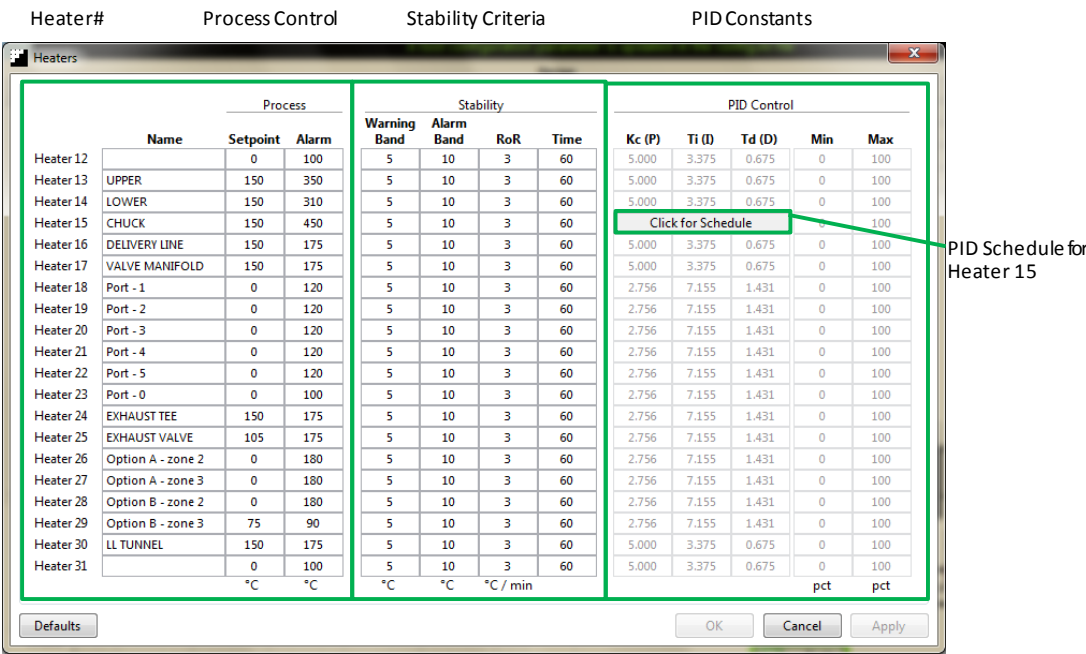 Heater# Process Control Stability Criteria PID Constants
Heaters
Process Stability PID Control
Name Setpoint Alarm Warning Band Alarm Band RoR Time Kc (P) Ti (I) Td (D) Min Max
Heater 12 0 100 5 10 3 60 5.000 3.375 0.675 0 100
Heater 13 UPPER 150 350 5 10 3 60 5.000 3.375 0.675 0 100
Heater 14 LOWER 150 310 5 10 3 60 5.000 3.375 0.675 0 100
Heater 15 CHUCK 150 450 5 10 3 60 Click for Schedule 0 100
Heater 16 DELIVERY LINE 150 175 5 10 3 60 5.000 3.375 0.675 0 100
PID Schedule for
Heater 17 VALVE MANIFOLD 150 175 5 10 3 60 5.000 3.375 0.675 0 100
Heater 15
Heater 18 Port - 1 0 120 5 10 3 60 2.756 7.155 1.431 0 100
Heater 19 Port - 2 0 120 5 10 3 60 2.756 7.155 1.431 0 100
Heater 20 Port - 3 0 120 5 10 3 60 2.756 7.155 1.431 0 100
Heater 21 Port - 4 0 120 5 10 3 60 2.756 7.155 1.431 0 100
Heater 22 Port - 5 0 120 5 10 3 60 2.756 7.155 1.431 0 100
Heater 23 Port - 0 0 100 5 10 3 60 2.756 7.155 1.431 0 100
Heater 24 EXHAUST TEE 150 175 5 10 3 60 2.756 7.155 1.431 0 100
Heater 25 EXHAUST VALVE 105 175 5 10 3 60 2.756 7.155 1.431 0 100
Heater 26 Option A - zone 2 0 180 5 10 3 60 2.756 7.155 1.431 0 100
Heater 27 Option A - zone 3 0 180 5 10 3 60 2.756 7.155 1.431 0 100
Heater 28 Option B - zone 2 0 180 5 10 3 60 2.756 7.155 1.431 0 100
Heater 29 Option B - zone 3 75 90 5 10 3 60 2.756 7.155 1.431 0 100
Heater 30 LL TUNNEL 150 175 5 10 3 60 5.000 3.375 0.675 0 100
Heater 31 0 100 5 10 3 60 5.000 3.375 0.675 0 100
°C °C °C °C °C / min pct pct
Defaults OK Cancel Apply